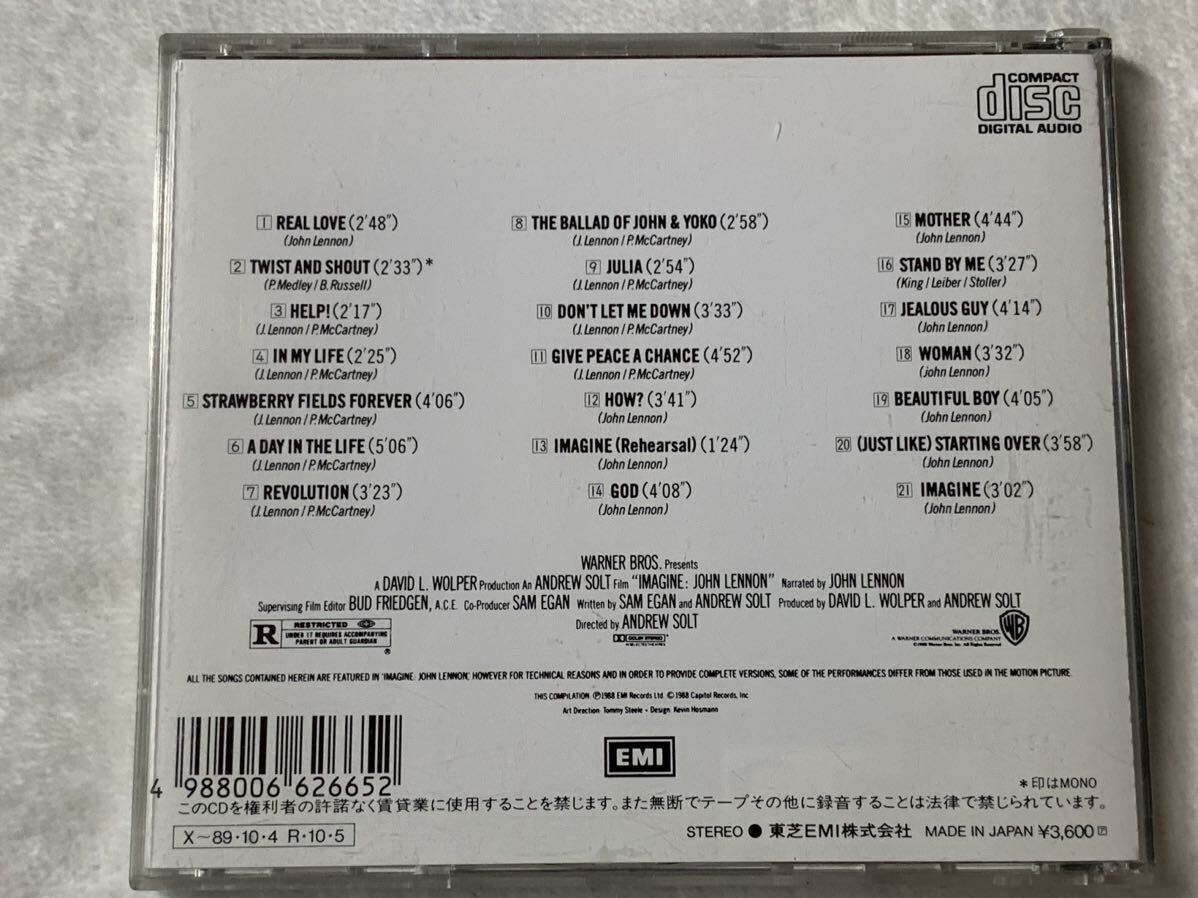 COMPACT
disc
DIGITAL AUDIO
1 REAL LOVE (2'48")
(John Lennon)
2 TWIST AND SHOUT (2'33")*
(P. Medley / B. Russell)
3 HELP! (2'17")
(J. Lennon / P. McCartney)
4 IN MY LIFE (2'25")
(J. Lennon / P. McCartney)
5 STRAWBERRY FIELDS FOREVER (4'06")
(J. Lennon / P. McCartney)
6 A DAY IN THE LIFE (5'06")
(J. Lennon / P. McCartney)
7 REVOLUTION (3'23")
(J. Lennon / P. McCartney)
8 THE BALLAD OF JOHN & YOKO (2'58")
(J. Lennon / P. McCartney)
9 JULIA (2'54")
(J. Lennon / P. McCartney)
10 DON'T LET ME DOWN (3'33")
(J. Lennon / P. McCartney)
11 GIVE PEACE A CHANCE (4'52")
(J. Lennon / P. McCartney)
12 HOW? (3'41")
(John Lennon)
13 IMAGINE (Rehearsal) (1'24")
(John Lennon)
14 GOD (4'08")
(John Lennon)
15 MOTHER (4'44")
(John Lennon)
16 STAND BY ME (3'27")
(King / Leiber / Stoller)
17 JEALOUS GUY (4'14")
(John Lennon)
18 WOMAN (3'32")
(John Lennon)
19 BEAUTIFUL BOY (4'05")
(John Lennon)
20 (JUST LIKE) STARTING OVER (3'58")
(John Lennon)
21 IMAGINE (3'02")
(John Lennon)
WARNER BROS. Presents
A DAVID L. WOLPER Production An ANDREW SOLT Film "IMAGINE: JOHN LENNON" Narrated by JOHN LENNON
Supervising Film Editor BUD FRIEDGEN, A.C.E. Co-Producer SAM EGAN Written by SAM EGAN and ANDREW SOLT Produced by DAVID L. WOLPER and ANDREW SOLT
Directed by ANDREW SOLT
R RESTRICTED
UNDER 17 REQUIRES ACCOMPANYING
PARENT OR ADULT GUARDIAN
®
DOLBY STEREO
IN SELECTED THEATRES
WARNER BROS.
A WARNER COMMUNICATIONS COMPANY
©1988 Warner Bros. Inc. All Rights Reserved
WB
ALL THE SONGS CONTAINED HEREIN ARE FEATURED IN 'IMAGINE: JOHN LENNON,' HOWEVER FOR TECHNICAL REASONS AND IN ORDER TO PROVIDE COMPLETE VERSIONS, SOME OF THE PERFORMANCES DIFFER FROM THOSE USED IN THE MOTION PICTURE.
THIS COMPILATION ℗1988 EMI Records Ltd. ©1988 Capitol Records, Inc
Art Direction: Tommy Steele • Design: Kevin Hosmann
EMI
4 988006 626652
*印はMONO
このCDを権利者の許諾なく賃貸業に使用することを禁じます。また無断でテープその他に録音することは法律で禁じられています。
X〜89・10・4 R・10・5
STEREO ● 東芝EMI株式会社 MADE IN JAPAN ¥3,600 P